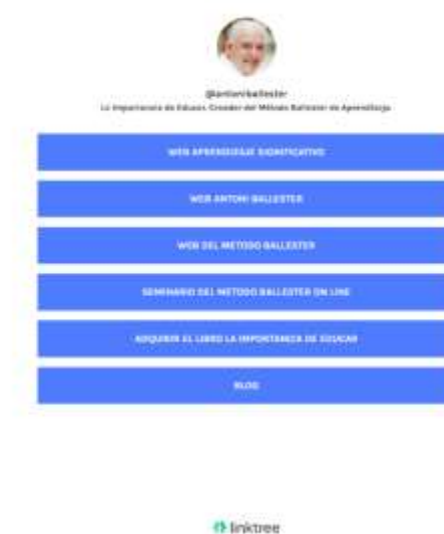 @antoniballester
La Importancia de Educar. Creador del Método Ballester de Aprendizaje
WEB APRENDIZAJE SIGNIFICATIVO
WEB ANTONI BALLESTER
WEB DEL METODO BALLESTER
SEMINARIO DEL METODO BALLESTER ON LINE
ADQUIRIR EL LIBRO LA IMPORTANCIA DE EDUCAR
BLOG
linktree